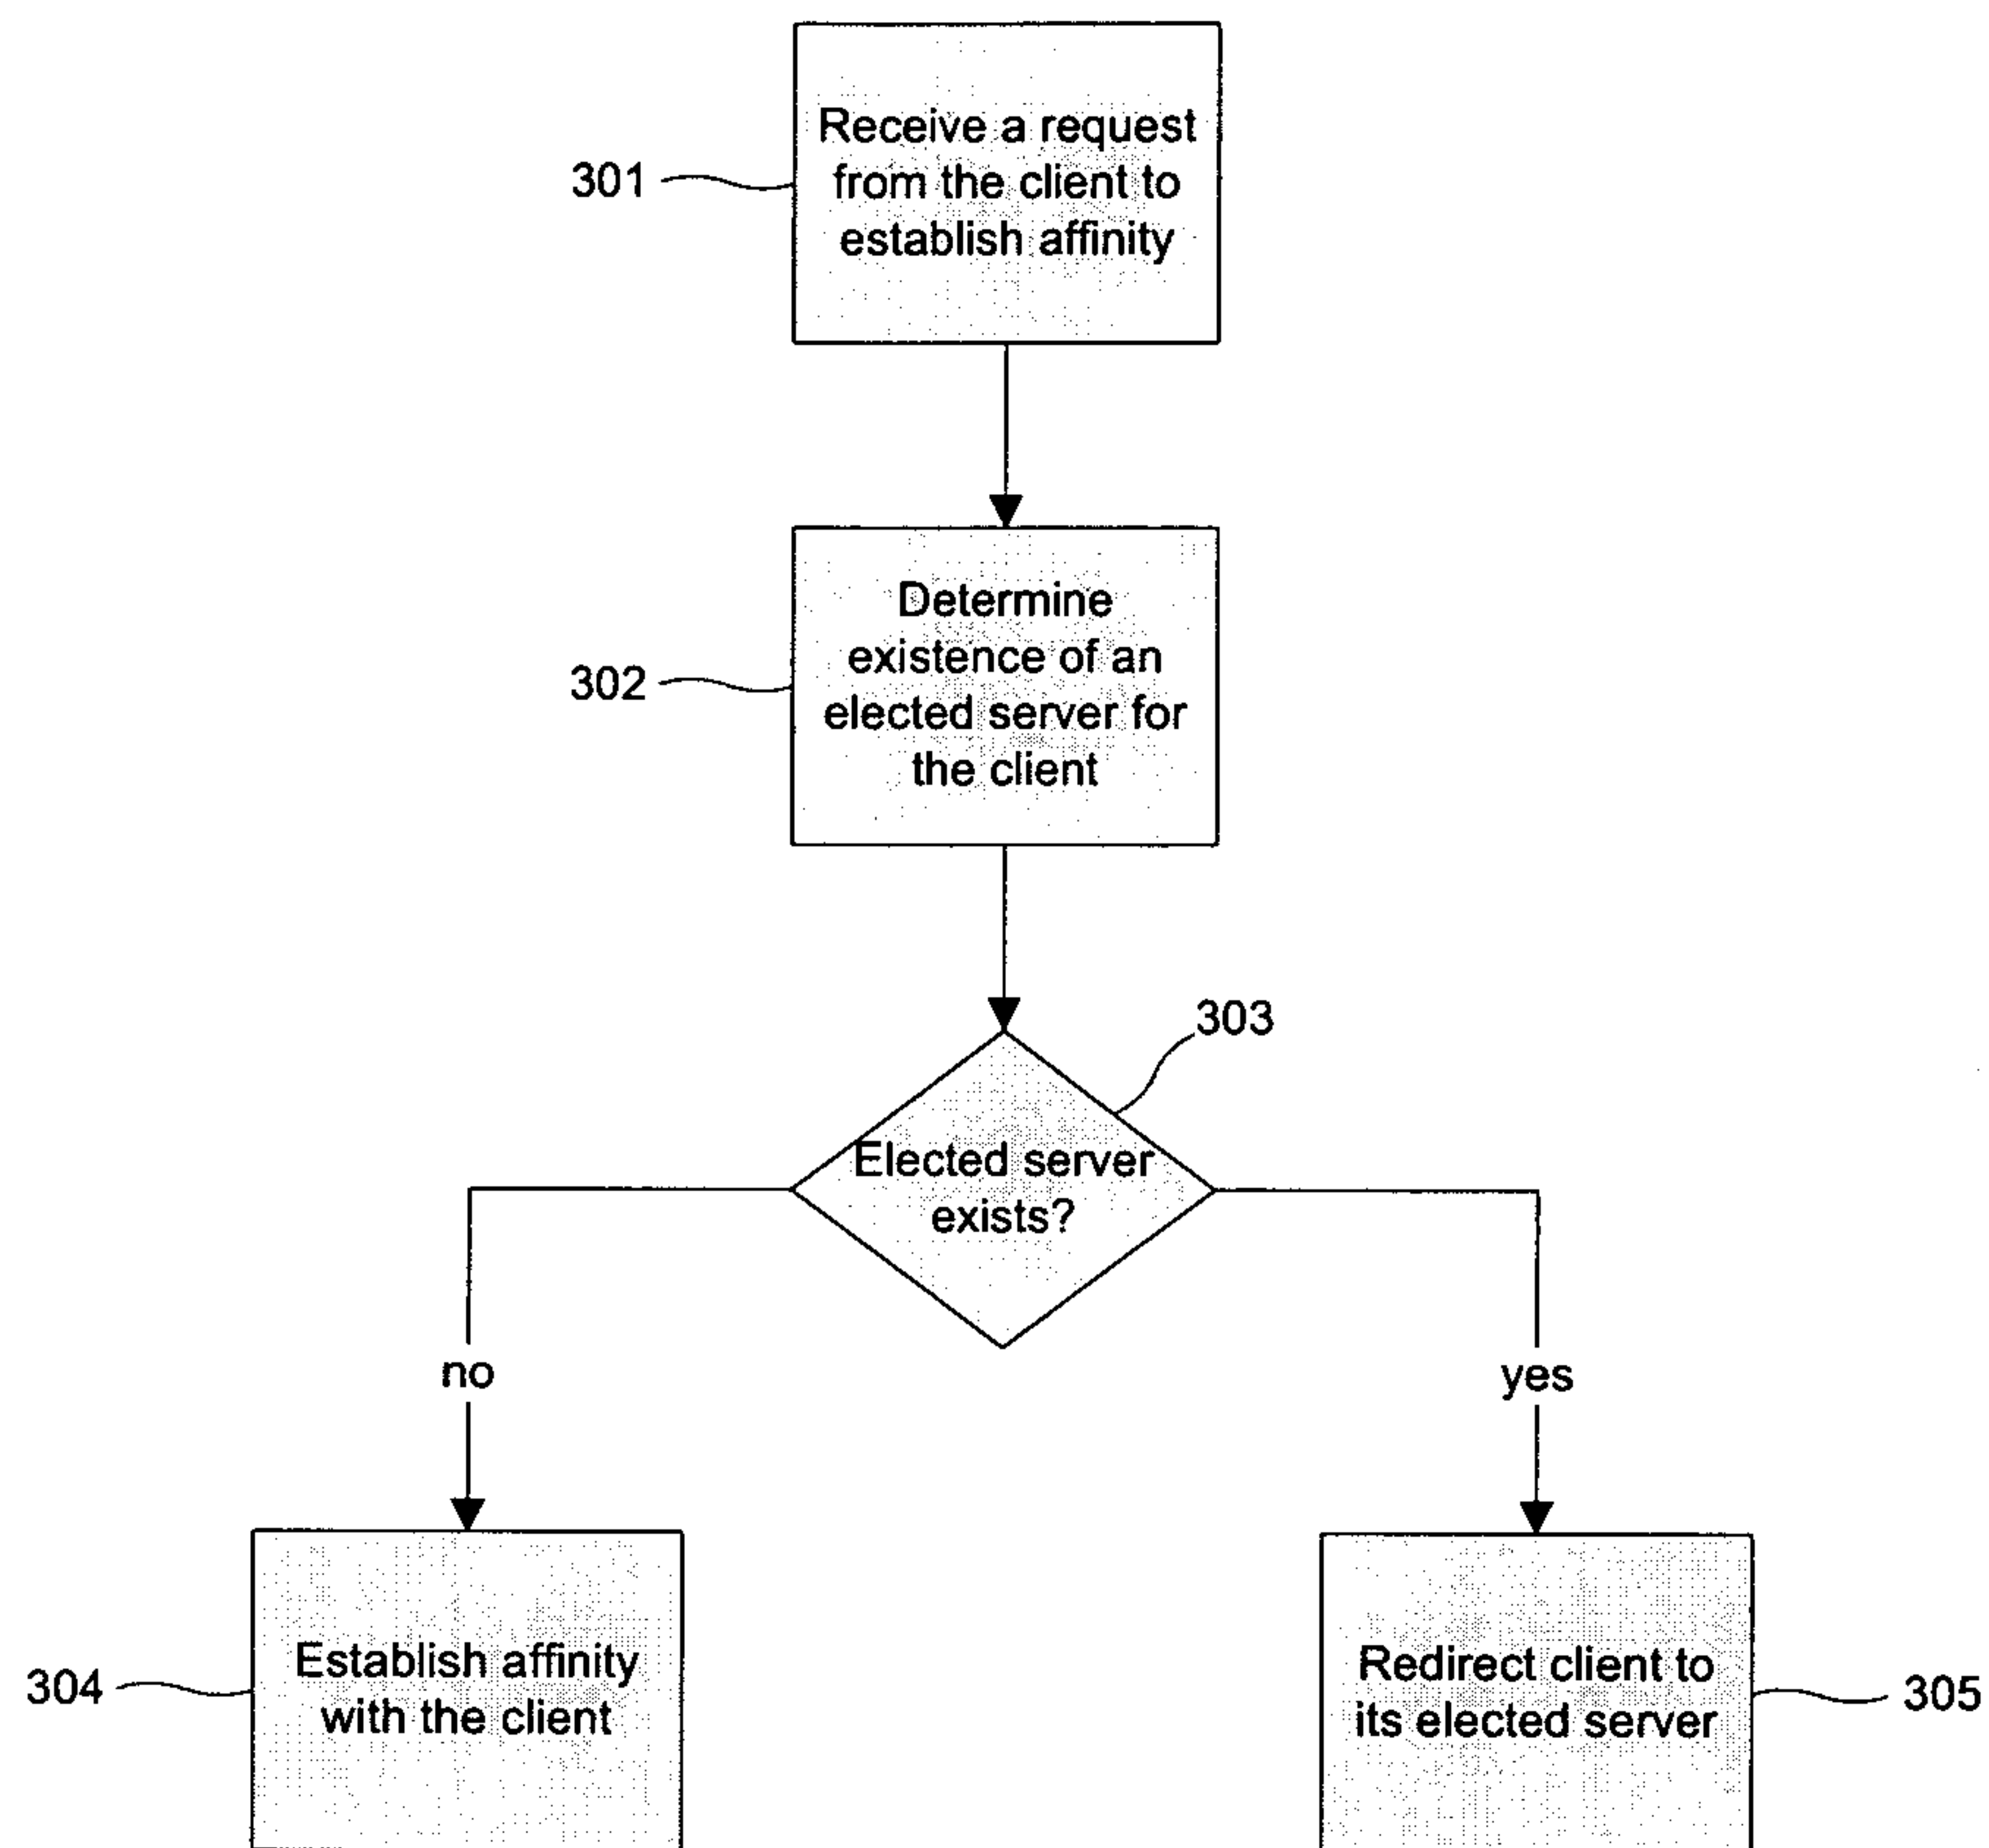 301
Receive a request
from the client to
establish affinity
302
Determine
existence of an
elected server for
the client
303
Elected server
exists?
no
yes
304
Establish affinity
with the client
Redirect client to
its elected server
305